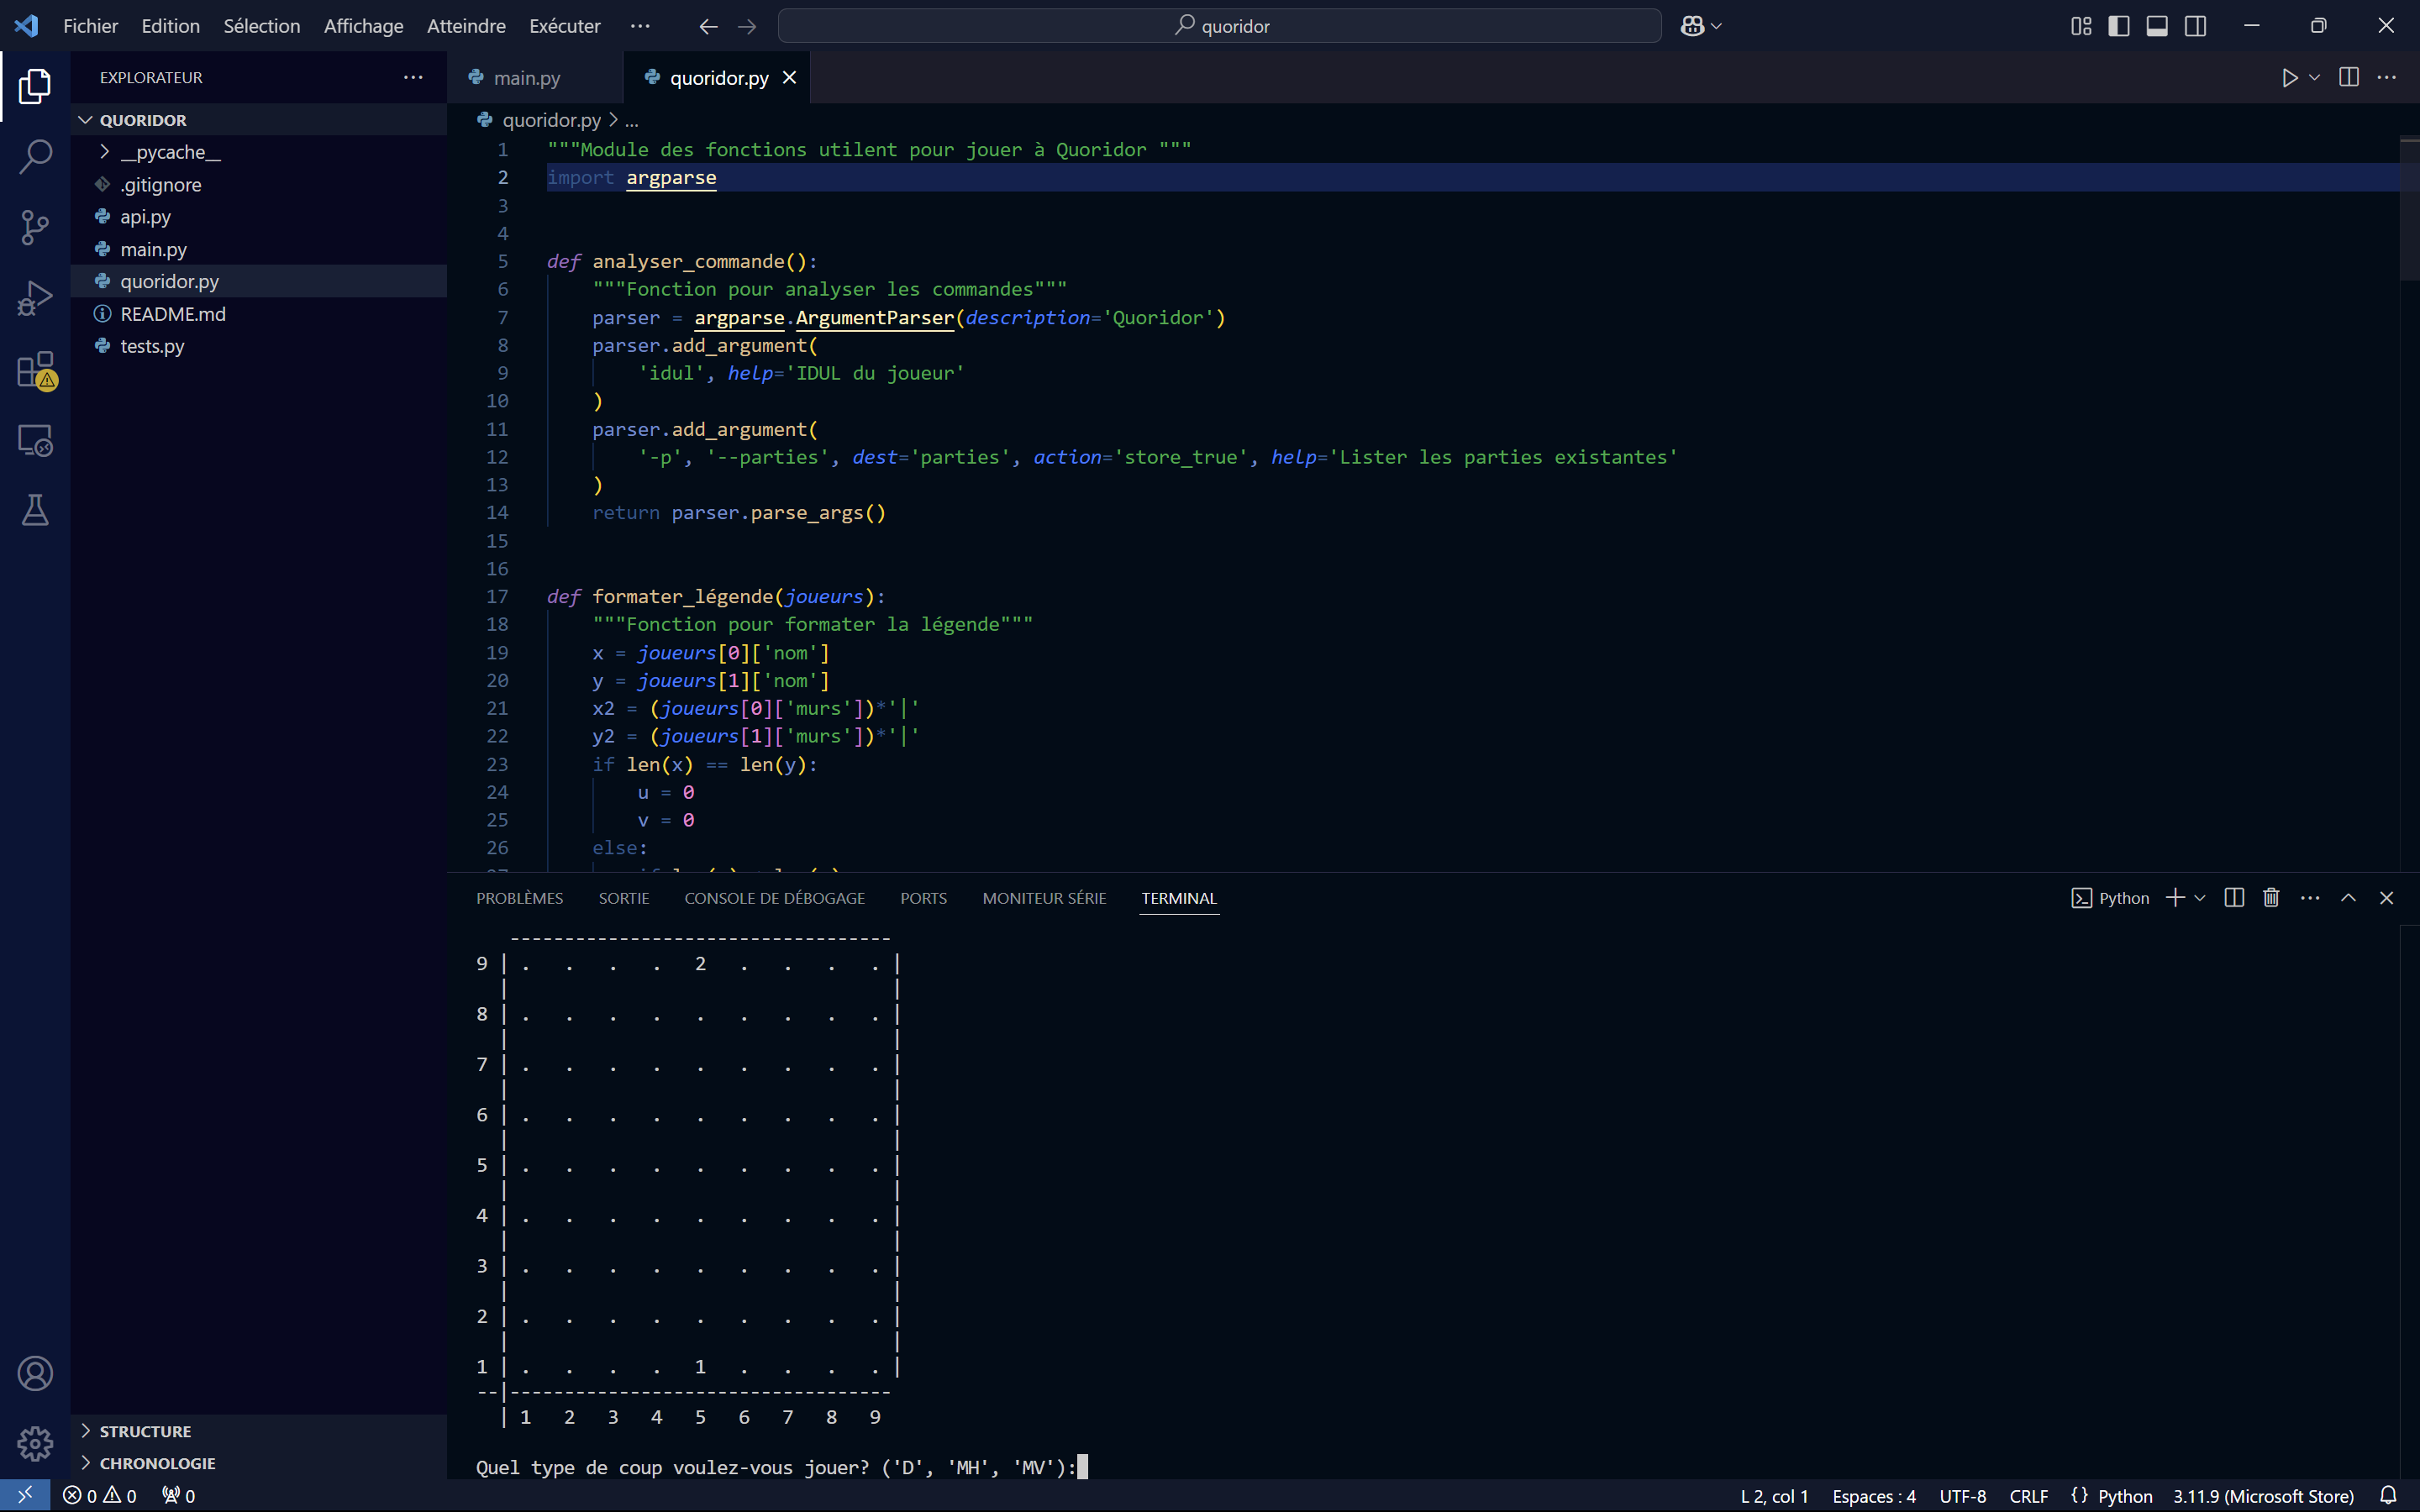 Fichier Edition Sélection Affichage Atteindre Exécuter ··· quoridor
EXPLORATEUR ···
QUORIDOR
__pycache__
.gitignore
api.py
main.py
quoridor.py
README.md
tests.py
STRUCTURE
CHRONOLOGIE
main.py quoridor.py
quoridor.py > ...
1 """Module des fonctions utilent pour jouer à Quoridor """
2 import argparse
3
4
5 def analyser_commande():
6 """Fonction pour analyser les commandes"""
7 parser = argparse.ArgumentParser(description='Quoridor')
8 parser.add_argument(
9 'idul', help='IDUL du joueur'
10 )
11 parser.add_argument(
12 '-p', '--parties', dest='parties', action='store_true', help='Lister les parties existantes'
13 )
14 return parser.parse_args()
15
16
17 def formater_légende(joueurs):
18 """Fonction pour formater la légende"""
19 x = joueurs[0]['nom']
20 y = joueurs[1]['nom']
21 x2 = (joueurs[0]['murs'])*'|'
22 y2 = (joueurs[1]['murs'])*'|'
23 if len(x) == len(y):
24 u = 0
25 v = 0
26 else:
PROBLÈMES SORTIE CONSOLE DE DÉBOGAGE PORTS MONITEUR SÉRIE TERMINAL Python
   -----------------------------------
9 | .   .   .   .   2   .   .   .   . |
  |                                   |
8 | .   .   .   .   .   .   .   .   . |
  |                                   |
7 | .   .   .   .   .   .   .   .   . |
  |                                   |
6 | .   .   .   .   .   .   .   .   . |
  |                                   |
5 | .   .   .   .   .   .   .   .   . |
  |                                   |
4 | .   .   .   .   .   .   .   .   . |
  |                                   |
3 | .   .   .   .   .   .   .   .   . |
  |                                   |
2 | .   .   .   .   .   .   .   .   . |
  |                                   |
1 | .   .   .   .   1   .   .   .   . |
--|-----------------------------------
  | 1   2   3   4   5   6   7   8   9
Quel type de coup voulez-vous jouer? ('D', 'MH', 'MV'):
0 0 0 L 2, col 1 Espaces : 4 UTF-8 CRLF {} Python 3.11.9 (Microsoft Store)